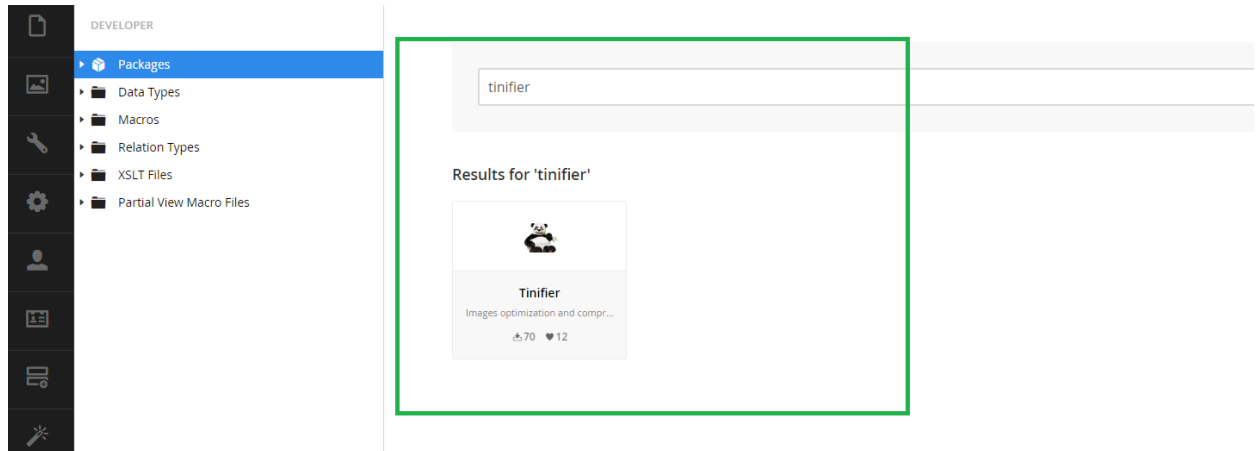 DEVELOPER
Packages
Data Types
Macros
Relation Types
XSLT Files
Partial View Macro Files
tinifier
Results for 'tinifier'
Tinifier
Images optimization and compr...
70 12